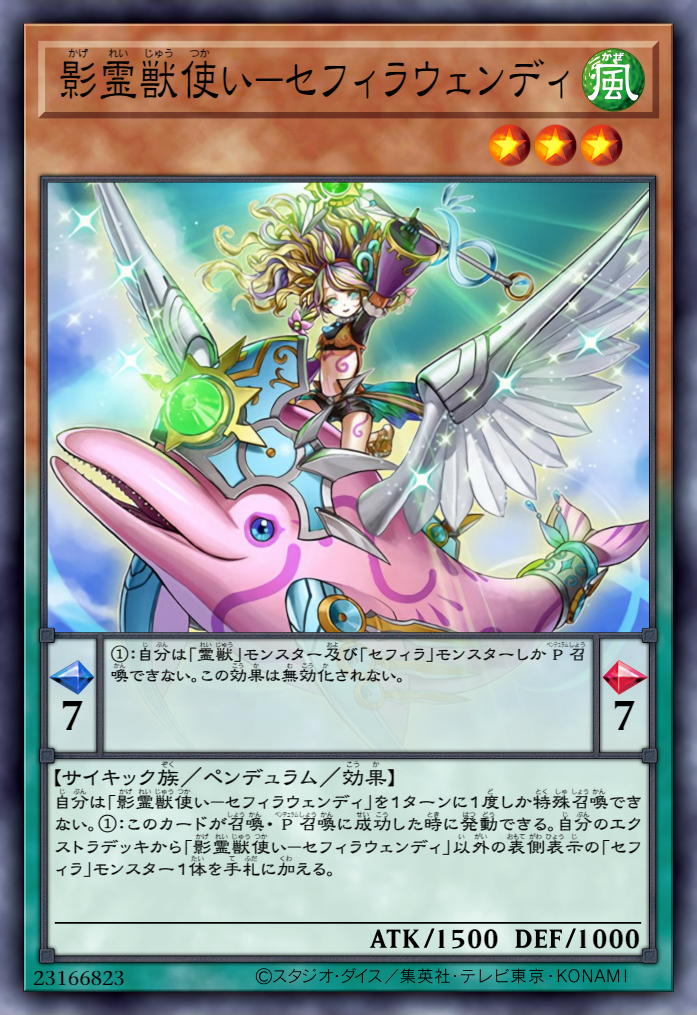 影霊獣使い－セフィラウェンディ
風
①：自分は「霊獣」モンスター及び「セフィラ」モンスターしかＰ召
喚できない。この効果は無効化されない。
7
7
【サイキック族／ペンデュラム／効果】
自分は「影霊獣使い－セフィラウェンディ」を１ターンに１度しか特殊召喚でき
ない。①：このカードが召喚・Ｐ召喚に成功した時に発動できる。自分のエク
ストラデッキから「影霊獣使い－セフィラウェンディ」以外の表側表示の「セフ
ィラ」モンスター１体を手札に加える。
ATK/1500 DEF/1000
23166823
©スタジオ・ダイス／集英社・テレビ東京・KONAMI